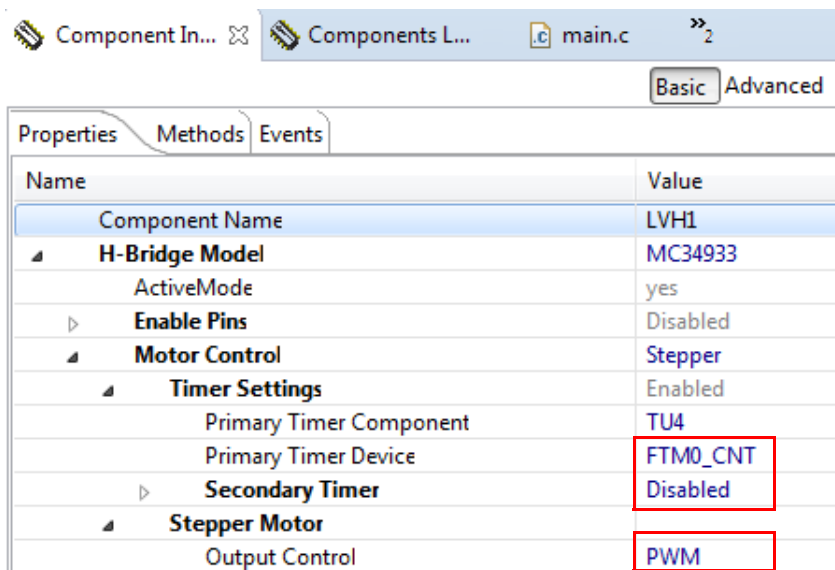 Component In... Components L... main.c »2
Basic Advanced
Properties Methods Events
Name Value
Component Name LVH1
H-Bridge Model MC34933
ActiveMode yes
Enable Pins Disabled
Motor Control Stepper
Timer Settings Enabled
Primary Timer Component TU4
Primary Timer Device FTM0_CNT
Secondary Timer Disabled
Stepper Motor
Output Control PWM